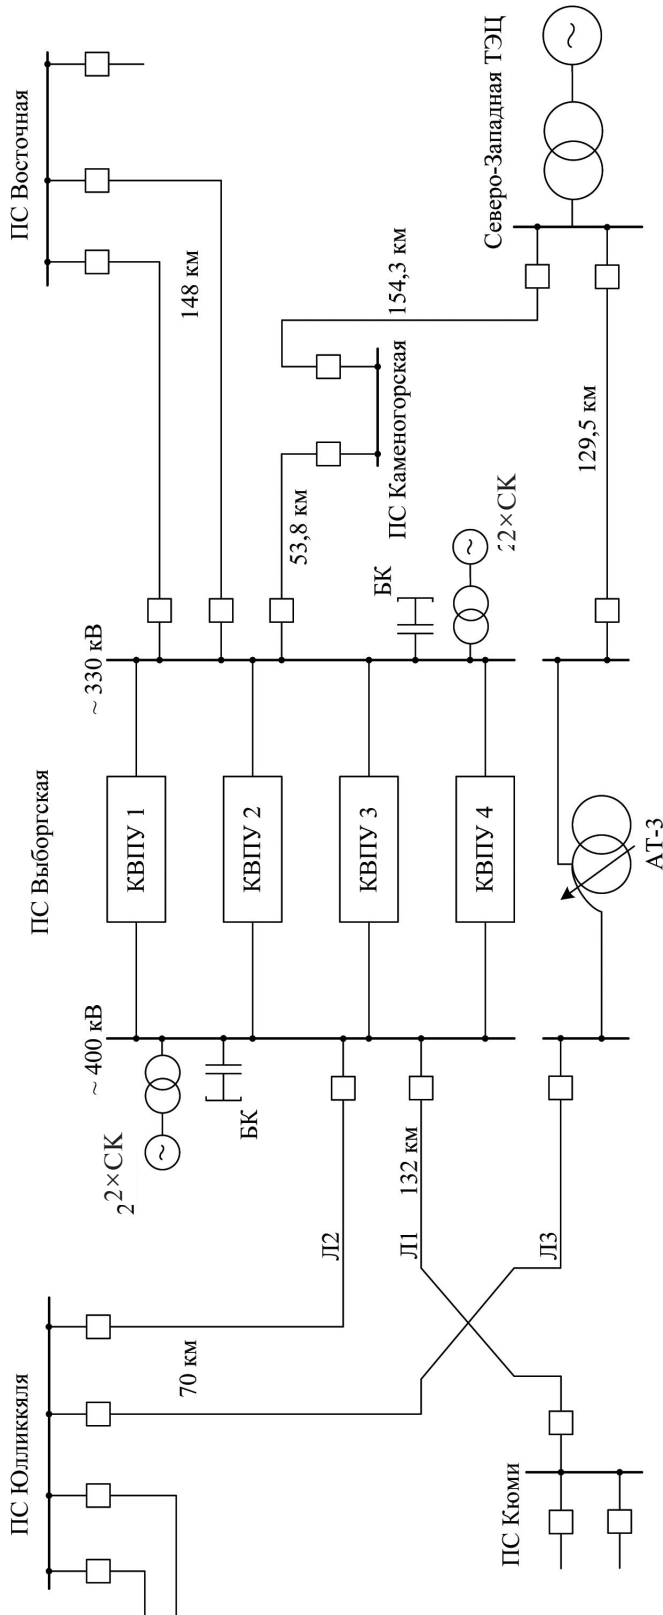 ПС Восточная
Северо-Западная ТЭЦ
148 км
154,3 км
ПС Каменогорская
129,5 км
53,8 км
22×СК
БК
~ 330 кВ
ПС Выборгская
КВПУ 1
КВПУ 2
КВПУ 3
КВПУ 4
АТ-3
~ 400 кВ
2 2×СК
БК
132 км
Л2
Л1
Л3
70 км
ПС Юлликкяля
ПС Кюми